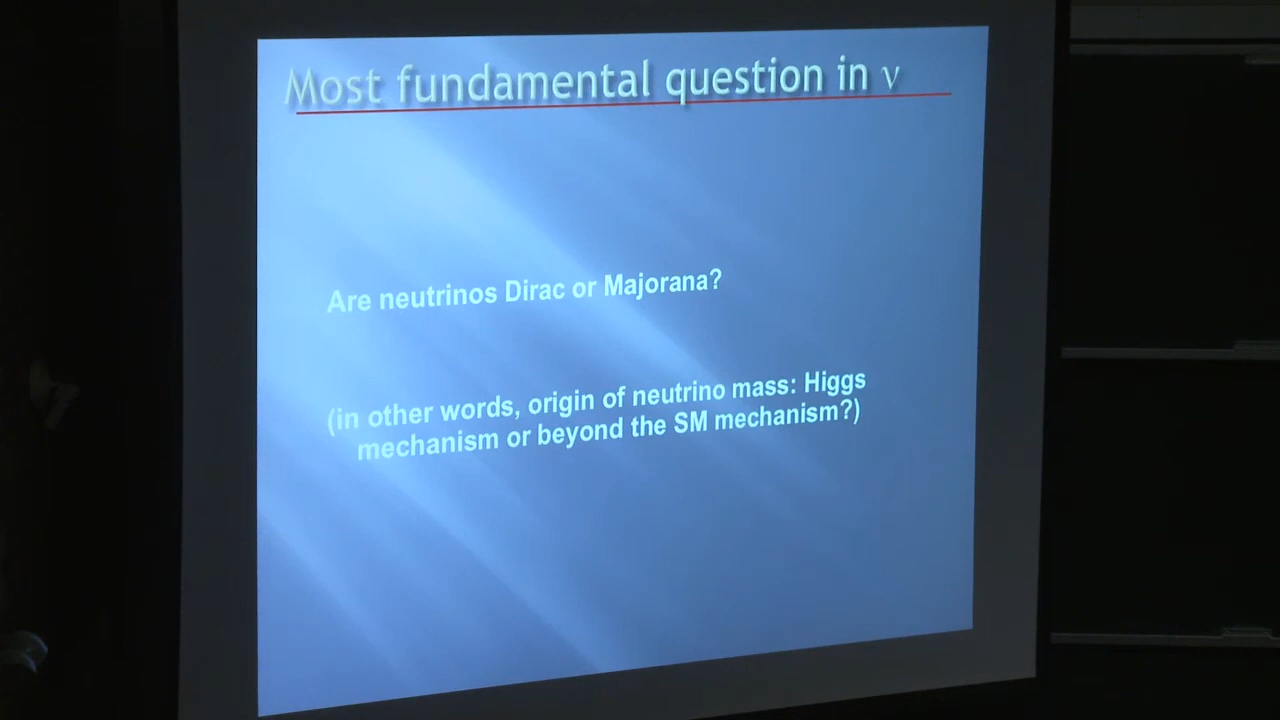 Most fundamental question in ν
Are neutrinos Dirac or Majorana?
(in other words, origin of neutrino mass: Higgs
mechanism or beyond the SM mechanism?)